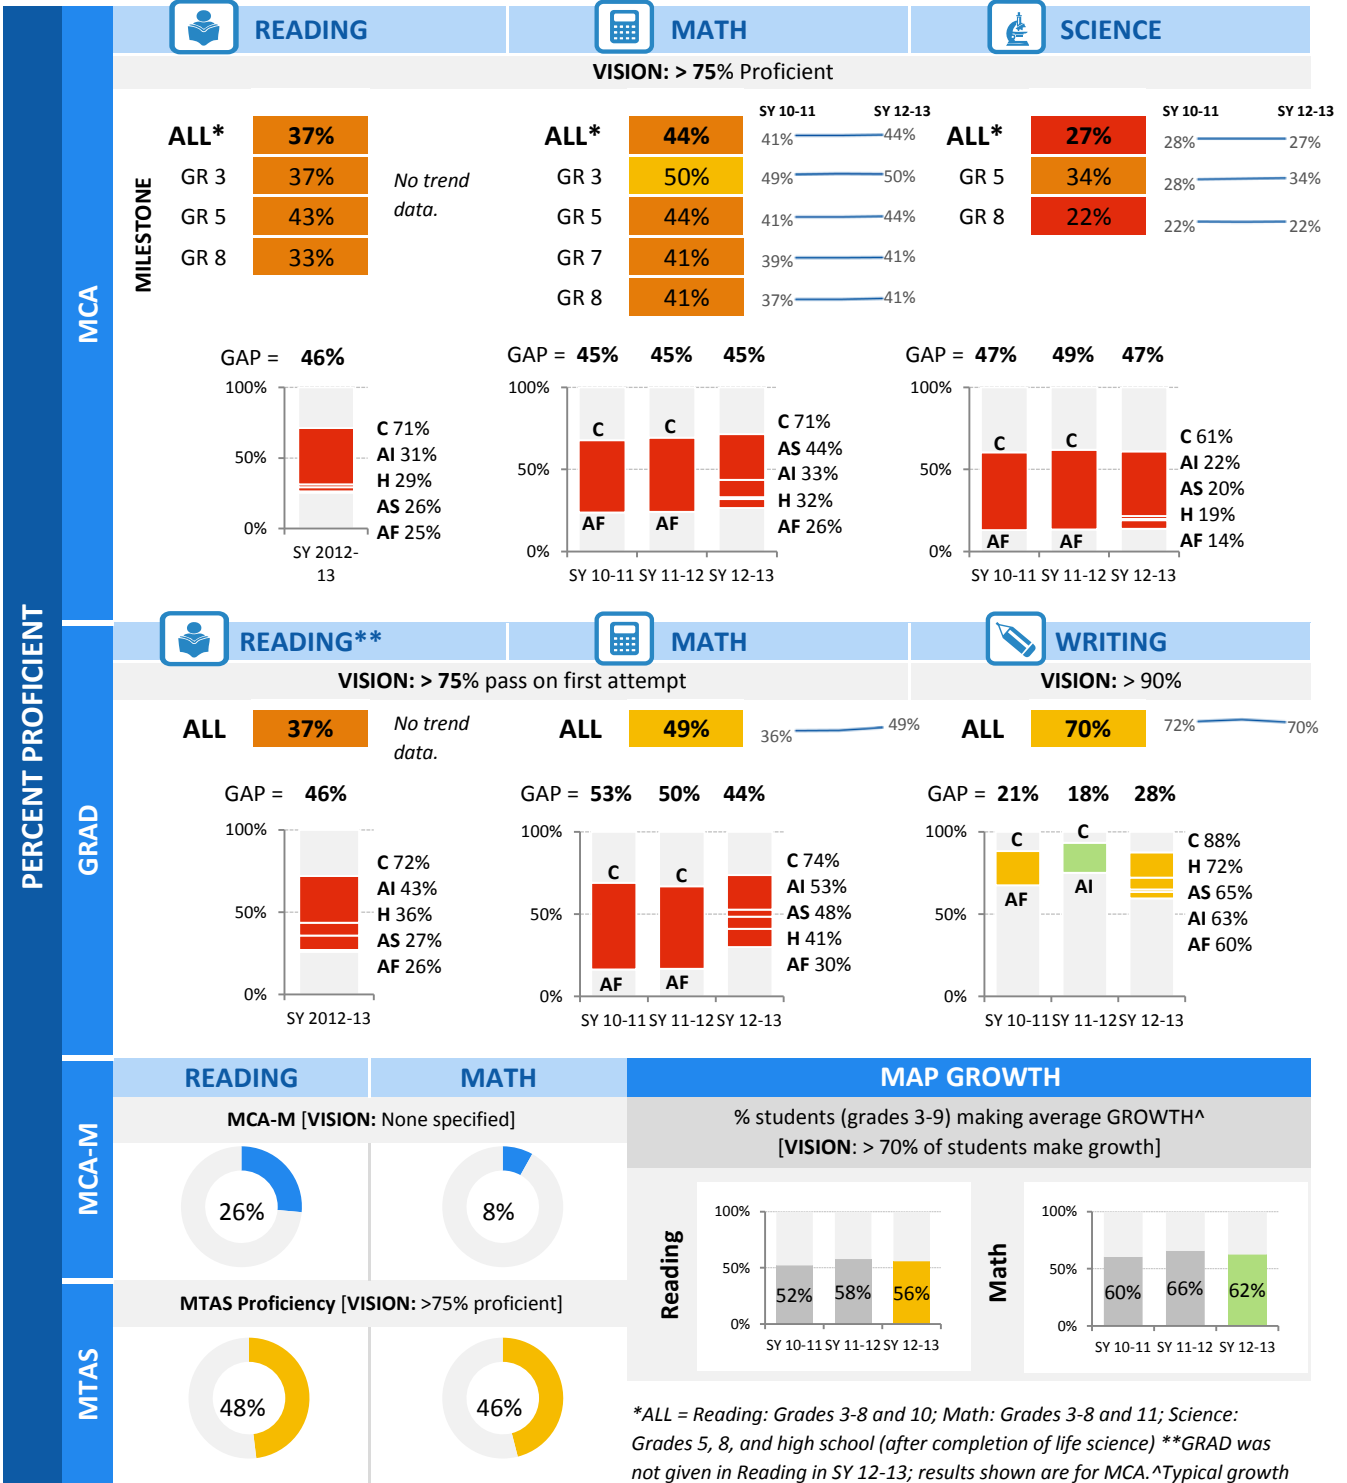 READING
MATH
SCIENCE
VISION: > 75% Proficient
PERCENT PROFICIENT
MCA
MILESTONE
ALL* 37%
GR 3 37%
GR 5 43%
GR 8 33%
No trend
data.
SY 10-11 SY 12-13
ALL* 44% 41% 44%
GR 3 50% 49% 50%
GR 5 44% 41% 44%
GR 7 41% 39% 41%
GR 8 41% 37% 41%
SY 10-11 SY 12-13
ALL* 27% 28% 27%
GR 5 34% 28% 34%
GR 8 22% 22% 22%
GAP = 46%
100%
50%
0%
C 71%
AI 31%
H 29%
AS 26%
AF 25%
SY 2012-
13
GAP = 45% 45% 45%
100%
50%
0%
C C
AF AF
C 71%
AS 44%
AI 33%
H 32%
AF 26%
SY 10-11 SY 11-12 SY 12-13
GAP = 47% 49% 47%
100%
50%
0%
C C
AF AF
C 61%
AI 22%
AS 20%
H 19%
AF 14%
SY 10-11 SY 11-12 SY 12-13
GRAD
READING**
MATH
WRITING
VISION: > 75% pass on first attempt
VISION: > 90%
ALL 37%
No trend
data.
ALL 49% 36% 49%
ALL 70% 72% 70%
GAP = 46%
100%
50%
0%
C 72%
AI 43%
H 36%
AS 27%
AF 26%
SY 2012-13
GAP = 53% 50% 44%
100%
50%
0%
C C
AF AF
C 74%
AI 53%
AS 48%
H 41%
AF 30%
SY 10-11 SY 11-12 SY 12-13
GAP = 21% 18% 28%
100%
50%
0%
C C
AF AI
C 88%
H 72%
AS 65%
AI 63%
AF 60%
SY 10-11 SY 11-12 SY 12-13
MCA-M
READING
MATH
MCA-M [VISION: None specified]
26%
8%
MTAS
MTAS Proficiency [VISION: >75% proficient]
48%
46%
MAP GROWTH
% students (grades 3-9) making average GROWTH^
[VISION: > 70% of students make growth]
Reading
100%
50%
0%
52% 58% 56%
SY 10-11 SY 11-12 SY 12-13
Math
100%
50%
0%
60% 66% 62%
SY 10-11 SY 11-12 SY 12-13
*ALL = Reading: Grades 3-8 and 10; Math: Grades 3-8 and 11; Science:
Grades 5, 8, and high school (after completion of life science) **GRAD was
not given in Reading in SY 12-13; results shown are for MCA.^Typical growth